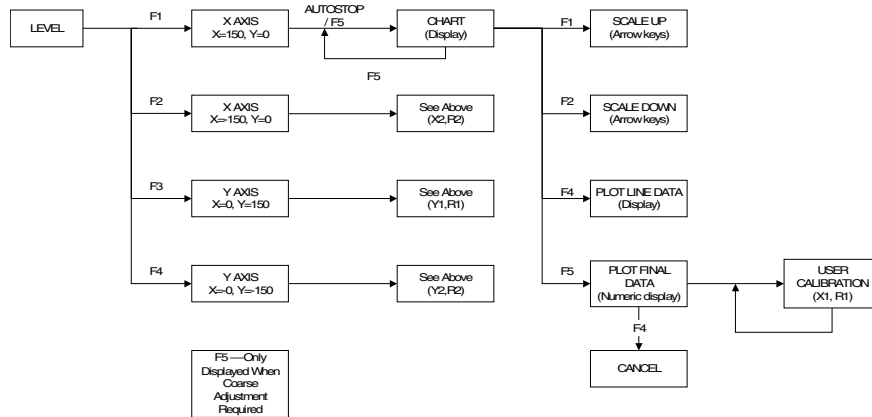 LEVEL
F1
X AXIS
X=150, Y=0
AUTOSTOP
/ F5
CHART
(Display)
F5
F1
SCALE UP
(Arrow keys)
F2
X AXIS
X=-150, Y=0
See Above
(X2,R2)
F2
SCALE DOWN
(Arrow keys)
F3
Y AXIS
X=0, Y=150
See Above
(Y1,R1)
F4
PLOT LINE DATA
(Display)
F4
Y AXIS
X=-0, Y=-150
See Above
(Y2,R2)
F5
PLOT FINAL
DATA
(Numeric display)
USER
CALIBRATION
(X1, R1)
F4
CANCEL
F5 — Only
Displayed When
Coarse
Adjustment
Required